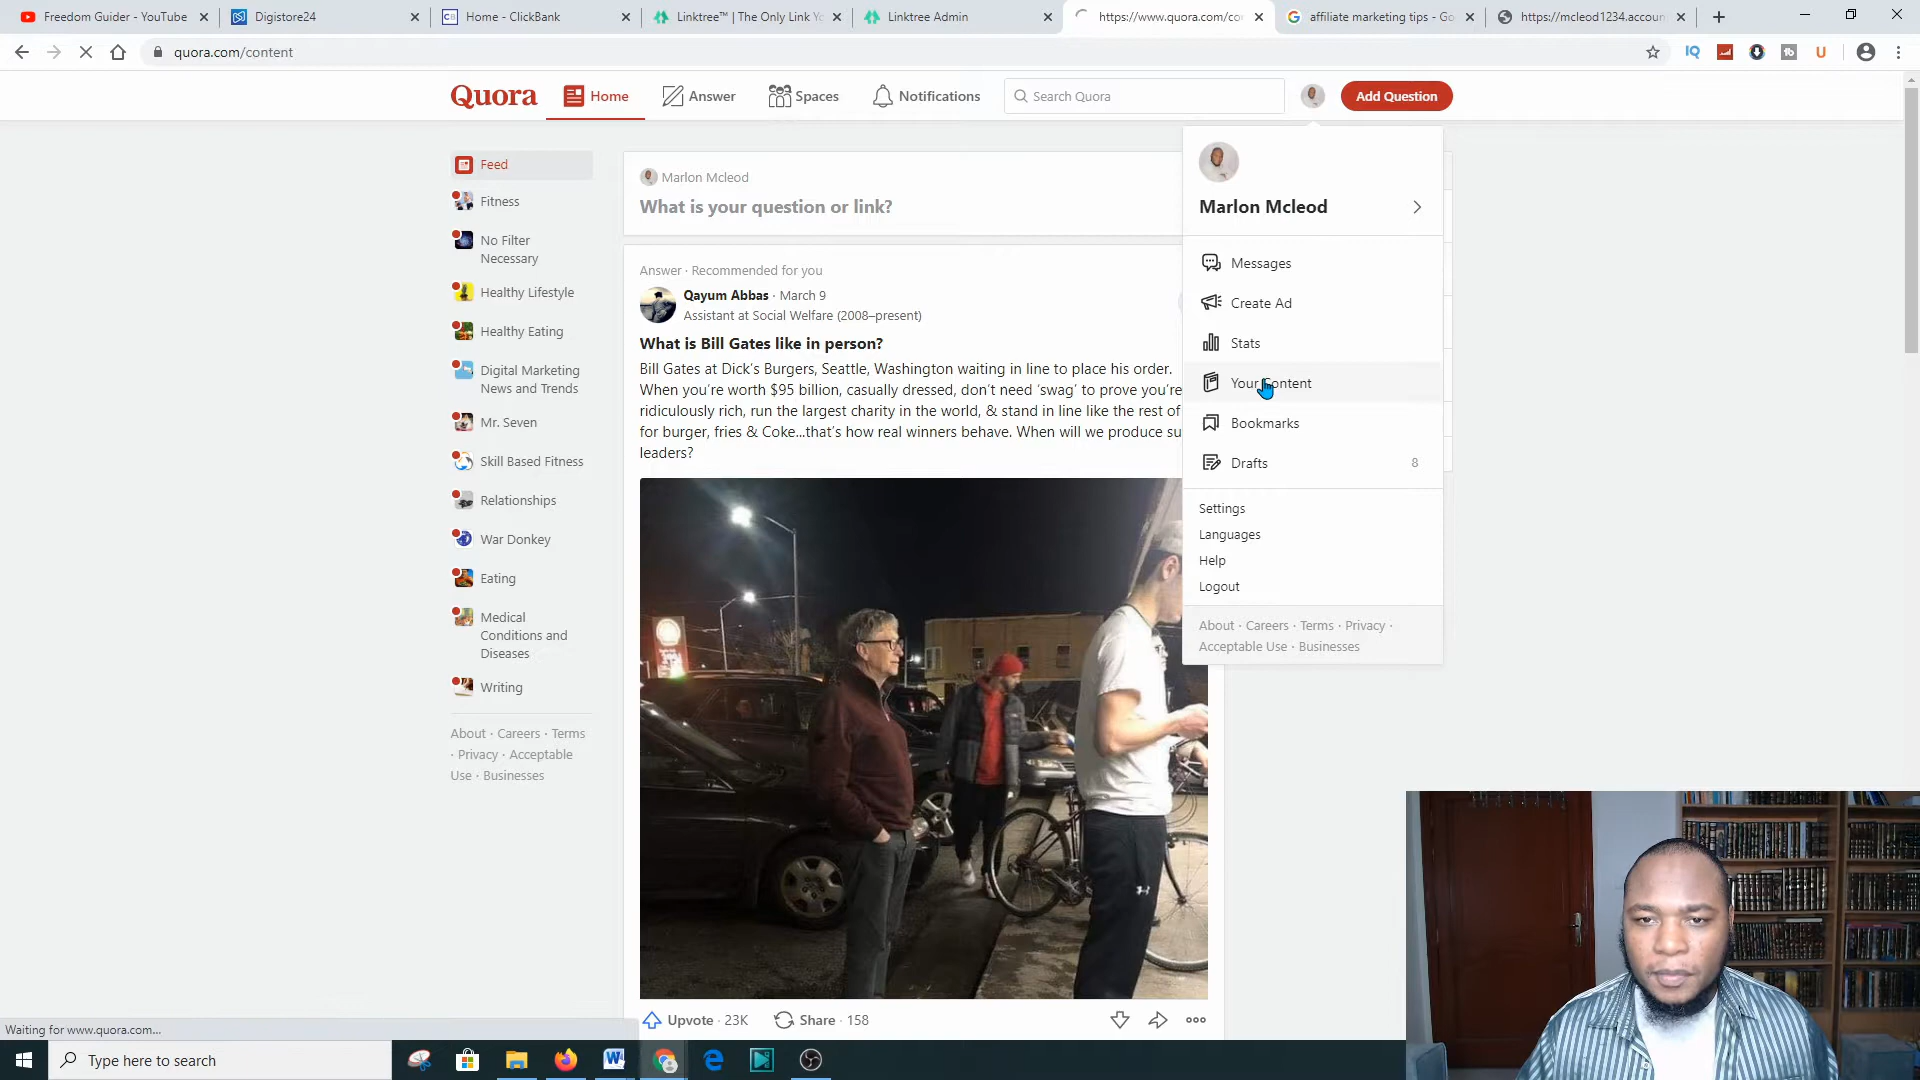 Freedom Guider - YouTube
Digistore24
Home - ClickBank
Linktree™ | The Only Link Yo
Linktree Admin
https://www.quora.com/co
affiliate marketing tips - Go
https://mcleod1234.accoun
quora.com/content
Quora
Home
Answer
Spaces
Notifications
Search Quora
Add Question
Feed
Fitness
No Filter
Necessary
Healthy Lifestyle
Healthy Eating
Digital Marketing
News and Trends
Mr. Seven
Skill Based Fitness
Relationships
War Donkey
Eating
Medical
Conditions and
Diseases
Writing
About · Careers · Terms
· Privacy · Acceptable
Use · Businesses
Marlon Mcleod
What is your question or link?
Answer · Recommended for you
Qayum Abbas · March 9
Assistant at Social Welfare (2008–present)
What is Bill Gates like in person?
Bill Gates at Dick's Burgers, Seattle, Washington waiting in line to place his order.
When you're worth $95 billion, casually dressed, don't need 'swag' to prove you're
ridiculously rich, run the largest charity in the world, & stand in line like the rest of
for burger, fries & Coke...that's how real winners behave. When will we produce su
leaders?
Upvote · 23K
Share · 158
Marlon Mcleod
Messages
Create Ad
Stats
Your Content
Bookmarks
Drafts 8
Settings
Languages
Help
Logout
About · Careers · Terms · Privacy ·
Acceptable Use · Businesses
Waiting for www.quora.com...
Type here to search